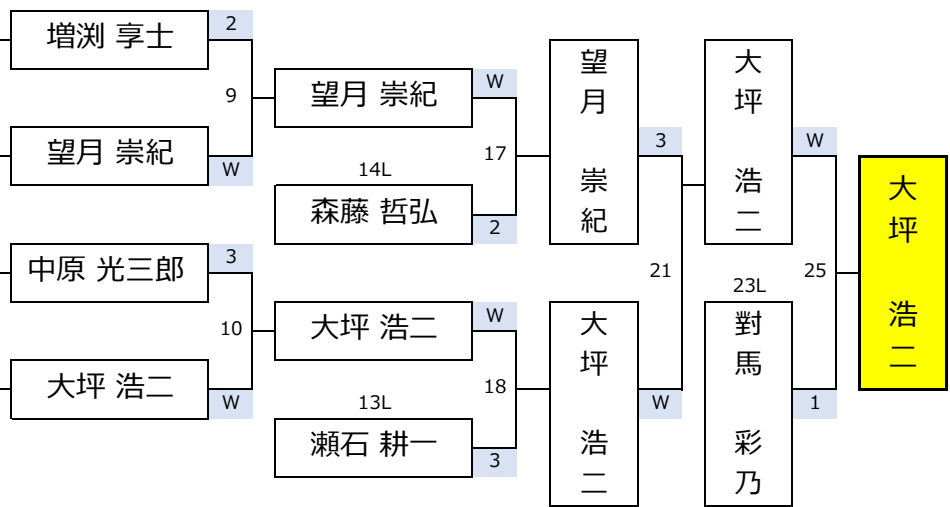 増渕 享士
2
9
望月 崇紀
W
中原 光三郎
3
10
大坪 浩二
W
望月 崇紀
W
17
14L
森藤 哲弘
2
大坪 浩二
W
18
13L
瀬石 耕一
3
望月 崇紀
3
21
大坪 浩二
W
大坪 浩二
W
25
23L
對馬 彩乃
1
大坪 浩二